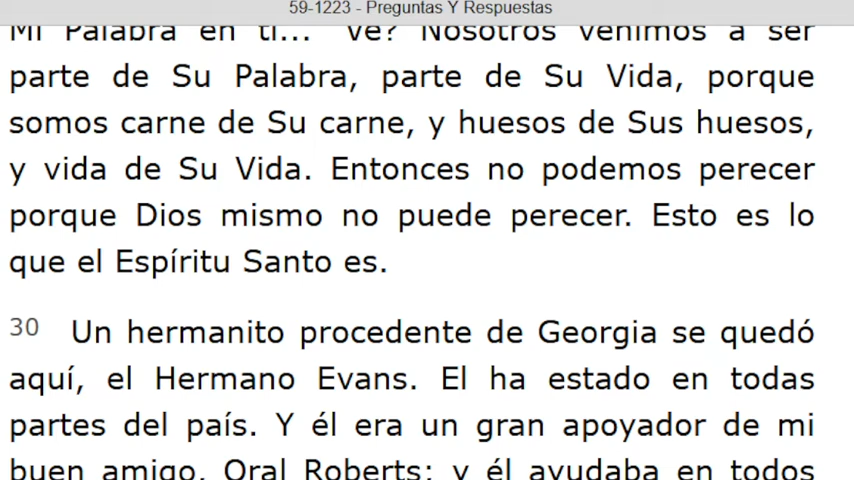 59-1223 - Preguntas Y Respuestas
Mi Palabra en ti... Ve? Nosotros venimos a ser
parte de Su Palabra, parte de Su Vida, porque
somos carne de Su carne, y huesos de Sus huesos,
y vida de Su Vida. Entonces no podemos perecer
porque Dios mismo no puede perecer. Esto es lo
que el Espíritu Santo es.
30 Un hermanito procedente de Georgia se quedó
aquí, el Hermano Evans. El ha estado en todas
partes del país. Y él era un gran apoyador de mi
buen amigo, Oral Roberts; y él ayudaba en todos